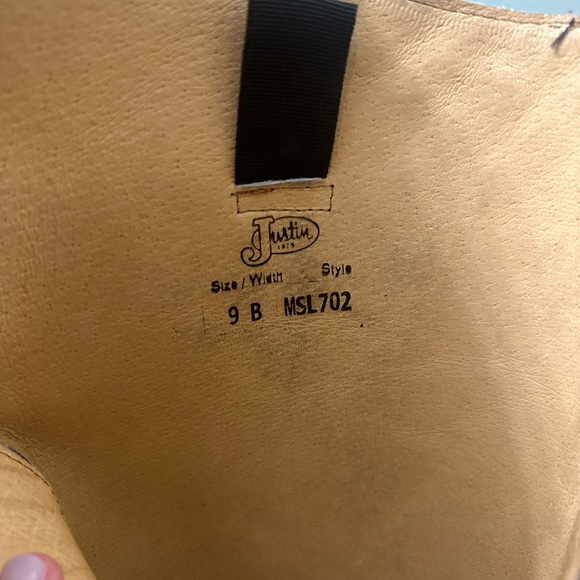 Justin
1879
Size / Width Style
9 B MSL702